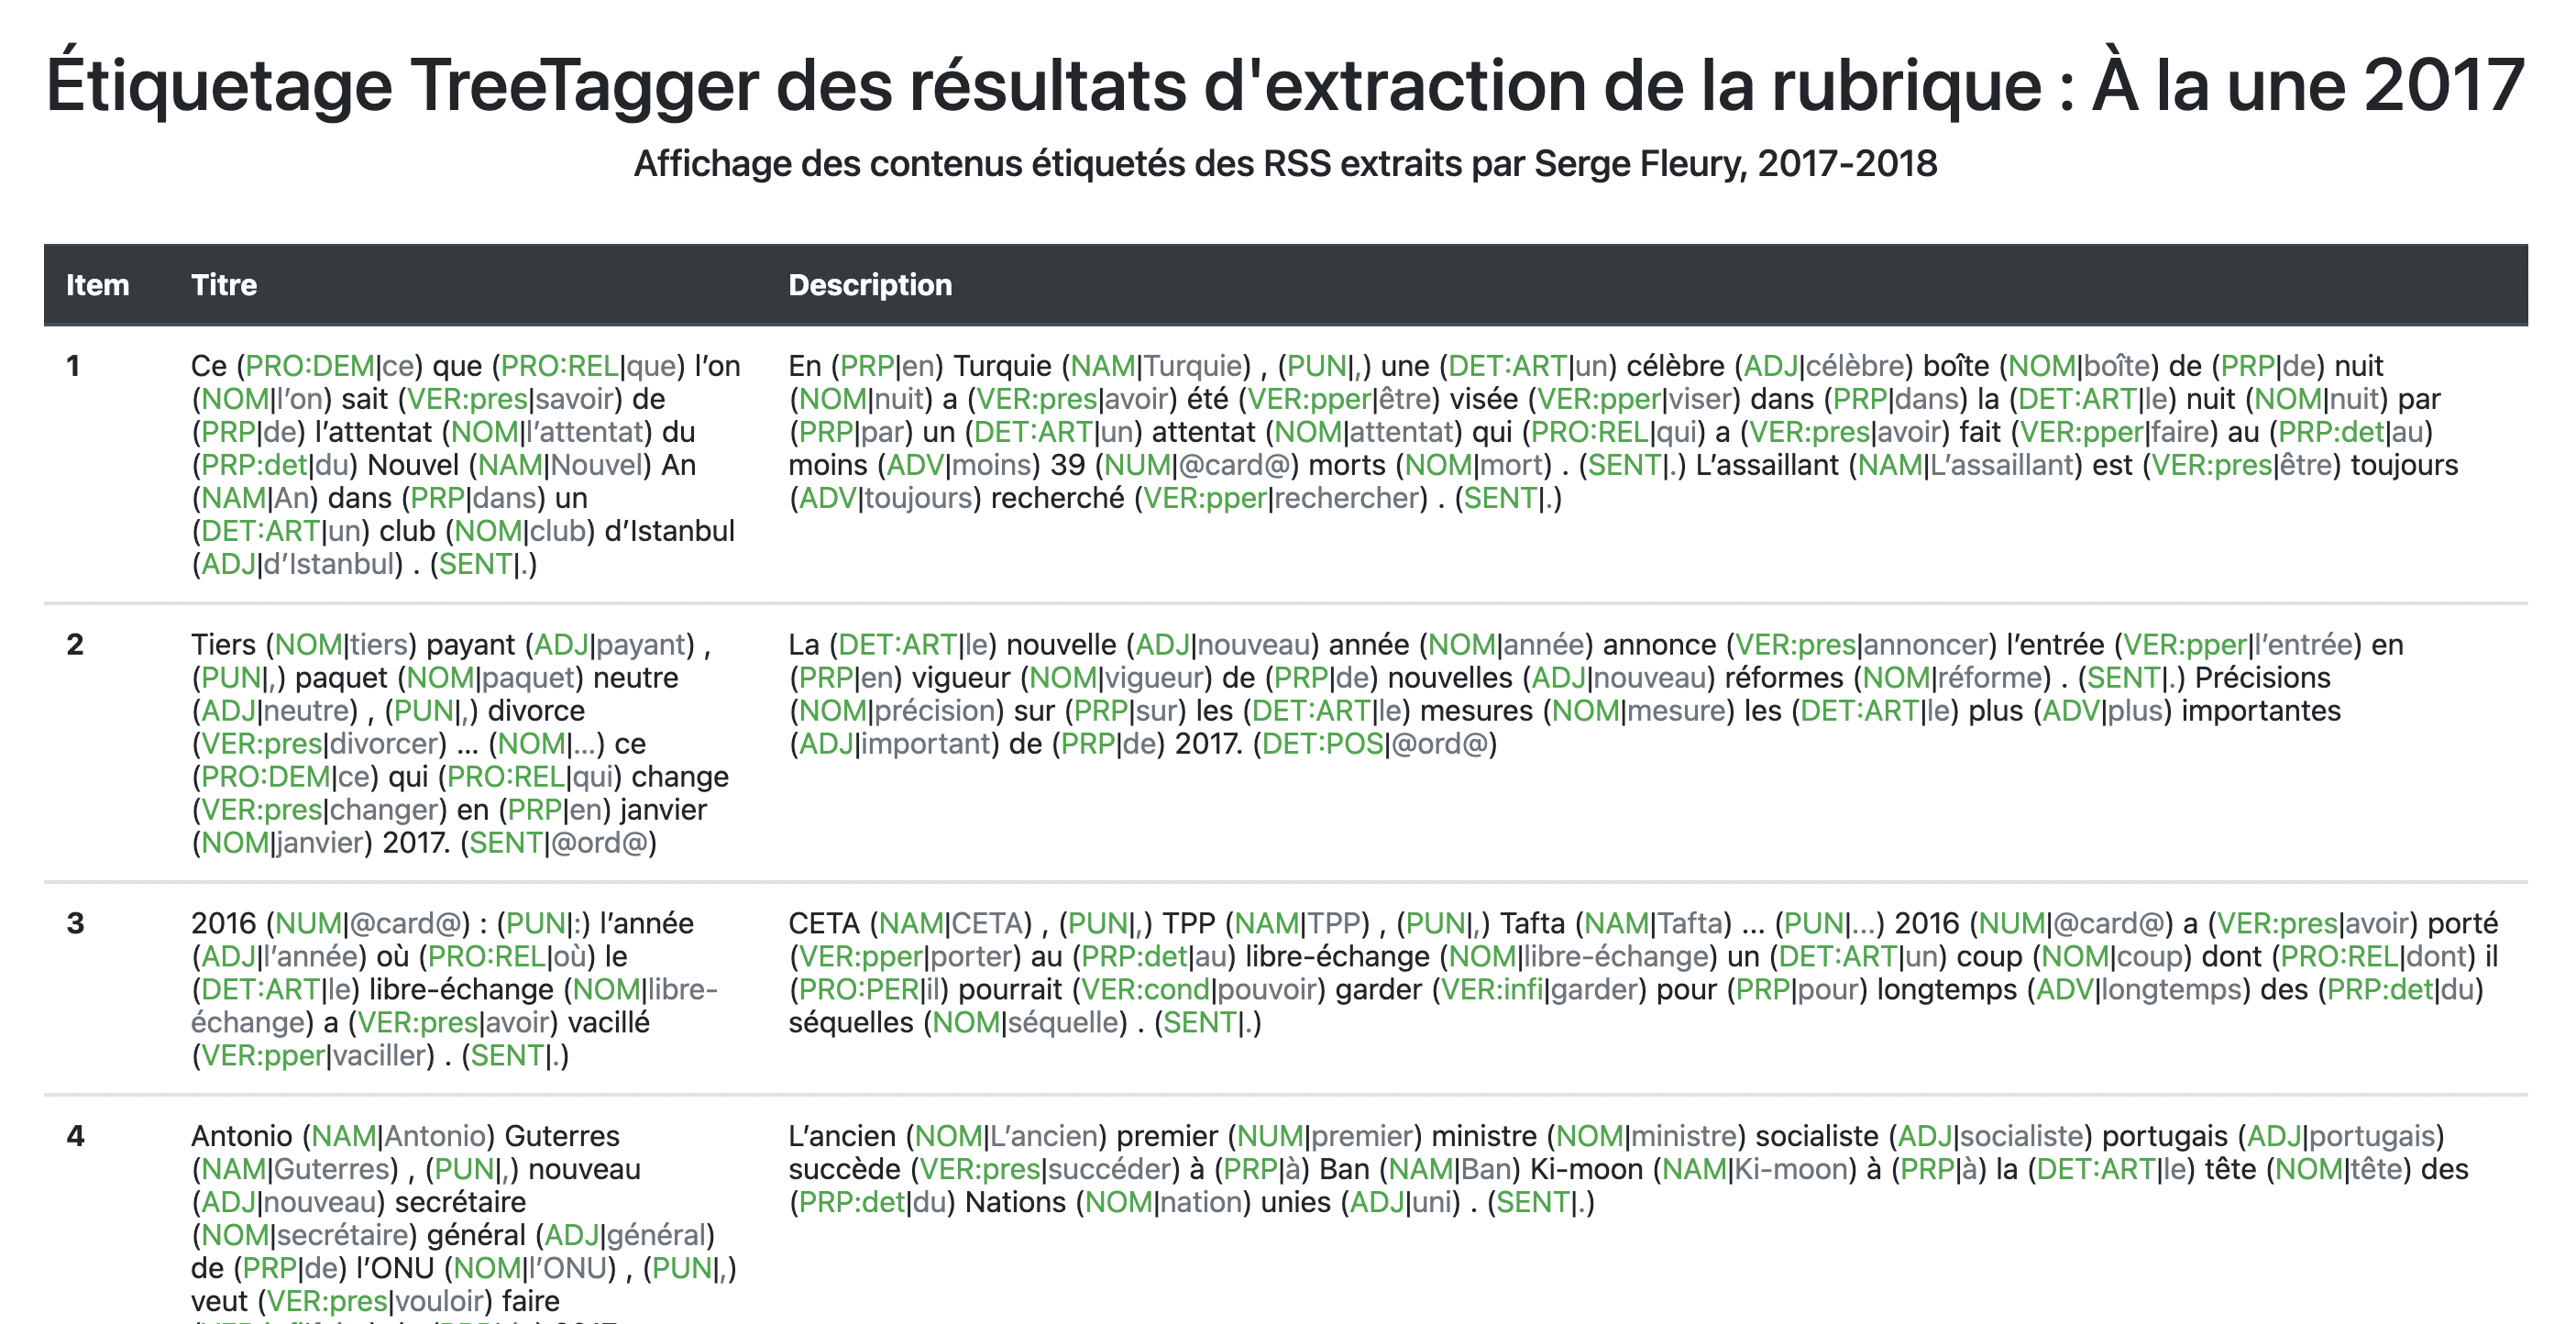 Étiquetage TreeTagger des résultats d'extraction de la rubrique : À la une 2017
Affichage des contenus étiquetés des RSS extraits par Serge Fleury, 2017-2018
Item Titre Description
1
Ce (PRO:DEM|ce) que (PRO:REL|que) l’on
(NOM|l’on) sait (VER:pres|savoir) de
(PRP|de) l’attentat (NOM|l’attentat) du
(PRP:det|du) Nouvel (NAM|Nouvel) An
(NAM|An) dans (PRP|dans) un
(DET:ART|un) club (NOM|club) d’Istanbul
(ADJ|d’Istanbul) . (SENT|.)
En (PRP|en) Turquie (NAM|Turquie) , (PUN|,) une (DET:ART|un) célèbre (ADJ|célèbre) boîte (NOM|boîte) de (PRP|de) nuit
(NOM|nuit) a (VER:pres|avoir) été (VER:pper|être) visée (VER:pper|viser) dans (PRP|dans) la (DET:ART|le) nuit (NOM|nuit) par
(PRP|par) un (DET:ART|un) attentat (NOM|attentat) qui (PRO:REL|qui) a (VER:pres|avoir) fait (VER:pper|faire) au (PRP:det|au)
moins (ADV|moins) 39 (NUM|@card@) morts (NOM|mort) . (SENT|.) L’assaillant (NAM|L’assaillant) est (VER:pres|être) toujours
(ADV|toujours) recherché (VER:pper|rechercher) . (SENT|.)
2
Tiers (NOM|tiers) payant (ADJ|payant) ,
(PUN|,) paquet (NOM|paquet) neutre
(ADJ|neutre) , (PUN|,) divorce
(VER:pres|divorcer) … (NOM|…) ce
(PRO:DEM|ce) qui (PRO:REL|qui) change
(VER:pres|changer) en (PRP|en) janvier
(NOM|janvier) 2017. (SENT|@ord@)
La (DET:ART|le) nouvelle (ADJ|nouveau) année (NOM|année) annonce (VER:pres|annoncer) l’entrée (VER:pper|l’entrée) en
(PRP|en) vigueur (NOM|vigueur) de (PRP|de) nouvelles (ADJ|nouveau) réformes (NOM|réforme) . (SENT|.) Précisions
(NOM|précision) sur (PRP|sur) les (DET:ART|le) mesures (NOM|mesure) les (DET:ART|le) plus (ADV|plus) importantes
(ADJ|important) de (PRP|de) 2017. (DET:POS|@ord@)
3
2016 (NUM|@card@) : (PUN|:) l’année
(ADJ|l’année) où (PRO:REL|où) le
(DET:ART|le) libre-échange (NOM|libre-
échange) a (VER:pres|avoir) vacillé
(VER:pper|vaciller) . (SENT|.)
CETA (NAM|CETA) , (PUN|,) TPP (NAM|TPP) , (PUN|,) Tafta (NAM|Tafta) … (PUN|…) 2016 (NUM|@card@) a (VER:pres|avoir) porté
(VER:pper|porter) au (PRP:det|au) libre-échange (NOM|libre-échange) un (DET:ART|un) coup (NOM|coup) dont (PRO:REL|dont) il
(PRO:PER|il) pourrait (VER:cond|pouvoir) garder (VER:infi|garder) pour (PRP|pour) longtemps (ADV|longtemps) des (PRP:det|du)
séquelles (NOM|séquelle) . (SENT|.)
4
Antonio (NAM|Antonio) Guterres
(NAM|Guterres) , (PUN|,) nouveau
(ADJ|nouveau) secrétaire
(NOM|secrétaire) général (ADJ|général)
de (PRP|de) l’ONU (NOM|l’ONU) , (PUN|,)
veut (VER:pres|vouloir) faire
L’ancien (NOM|L’ancien) premier (NUM|premier) ministre (NOM|ministre) socialiste (ADJ|socialiste) portugais (ADJ|portugais)
succède (VER:pres|succéder) à (PRP|à) Ban (NAM|Ban) Ki-moon (NAM|Ki-moon) à (PRP|à) la (DET:ART|le) tête (NOM|tête) des
(PRP:det|du) Nations (NOM|nation) unies (ADJ|uni) . (SENT|.)